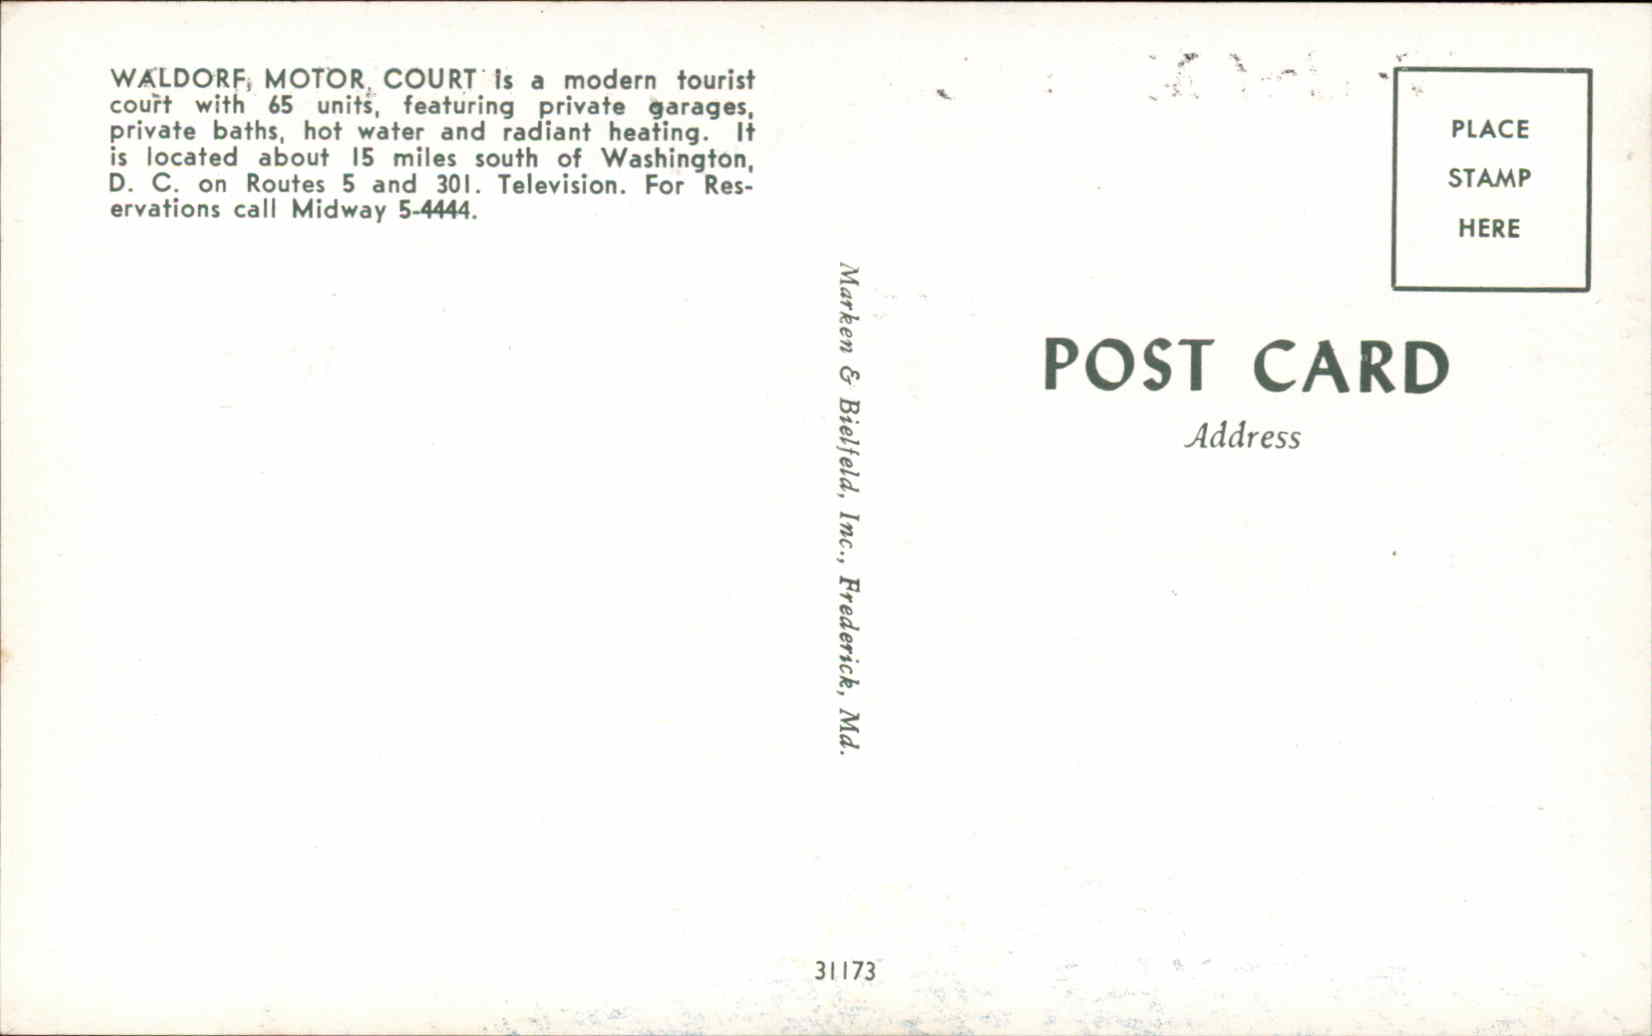 WALDORF MOTOR COURT is a modern tourist
court with 65 units, featuring private garages,
private baths, hot water and radiant heating. It
is located about 15 miles south of Washington,
D. C. on Routes 5 and 301. Television. For Res-
ervations call Midway 5-4444.
Marken & Bielfeld, Inc., Frederick, Md.
PLACE
STAMP
HERE
POST CARD
Address
31173